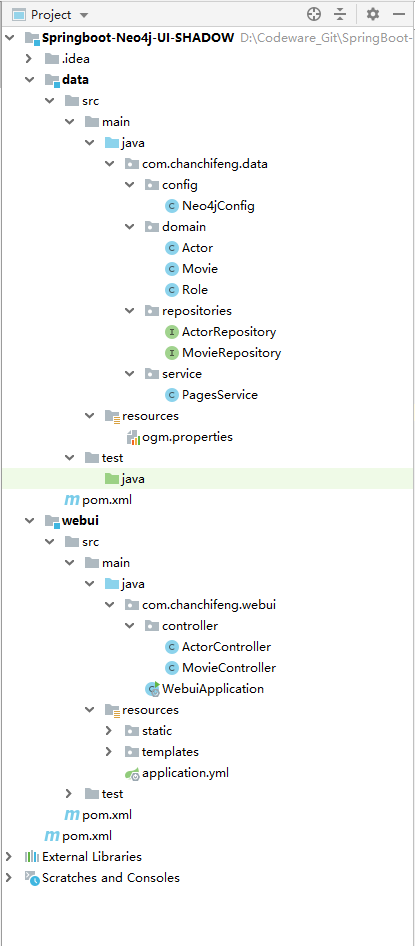 Project
Springboot-Neo4j-UI-SHADOW D:\Codeware_Git\SpringBoot-
.idea
data
src
main
java
com.chanchifeng.data
config
Neo4jConfig
domain
Actor
Movie
Role
repositories
ActorRepository
MovieRepository
service
PagesService
resources
ogm.properties
test
java
pom.xml
webui
src
main
java
com.chanchifeng.webui
controller
ActorController
MovieController
WebuiApplication
resources
static
templates
application.yml
test
pom.xml
pom.xml
External Libraries
Scratches and Consoles